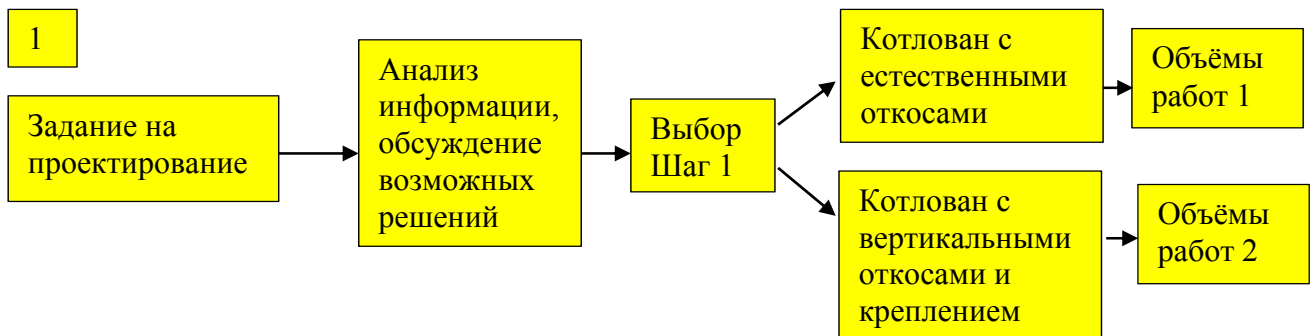 1
Задание на
проектирование
Анализ
информации,
обсуждение
возможных
решений
Выбор
Шаг 1
Котлован с
естественными
откосами
Объёмы
работ 1
Котлован с
вертикальными
откосами и
креплением
Объёмы
работ 2